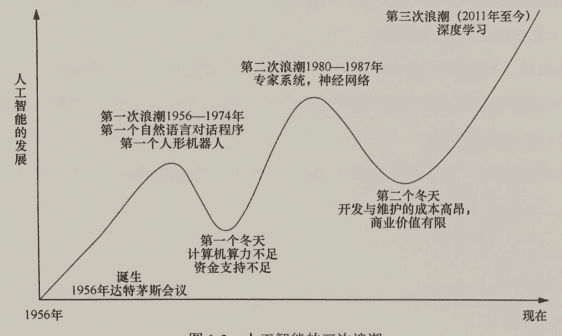 第三次浪潮（2011年至今）
深度学习
第二次浪潮1980—1987年
专家系统，神经网络
人工智能的发展
第一次浪潮1956—1974年
第一个自然语言对话程序
第一个人形机器人
第二个冬天
开发与维护的成本高昂，
商业价值有限
第一个冬天
计算机算力不足
资金支持不足
诞生
1956年达特茅斯会议
1956年
现在